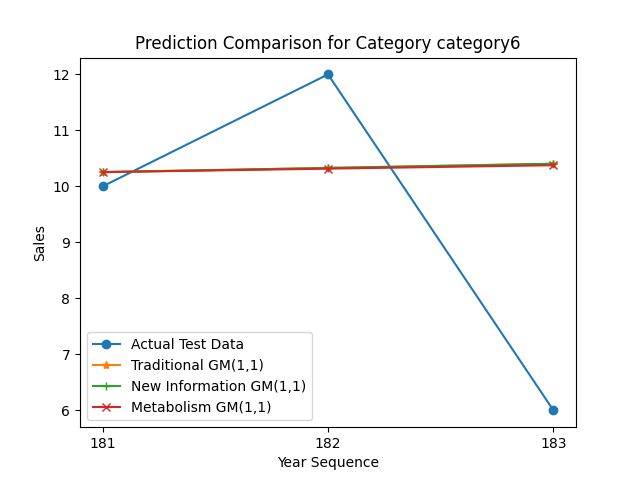 Prediction Comparison for Category category6
12
11
10
9
8
7
6
Sales
Actual Test Data
Traditional GM(1,1)
New Information GM(1,1)
Metabolism GM(1,1)
181
182
183
Year Sequence